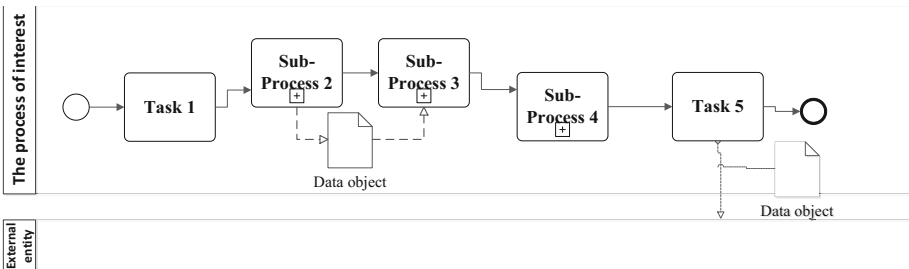 The process of interest
Task 1
Sub-
Process 2
Sub-
Process 3
Sub-
Process 4
Task 5
Data object
Data object
External
entity